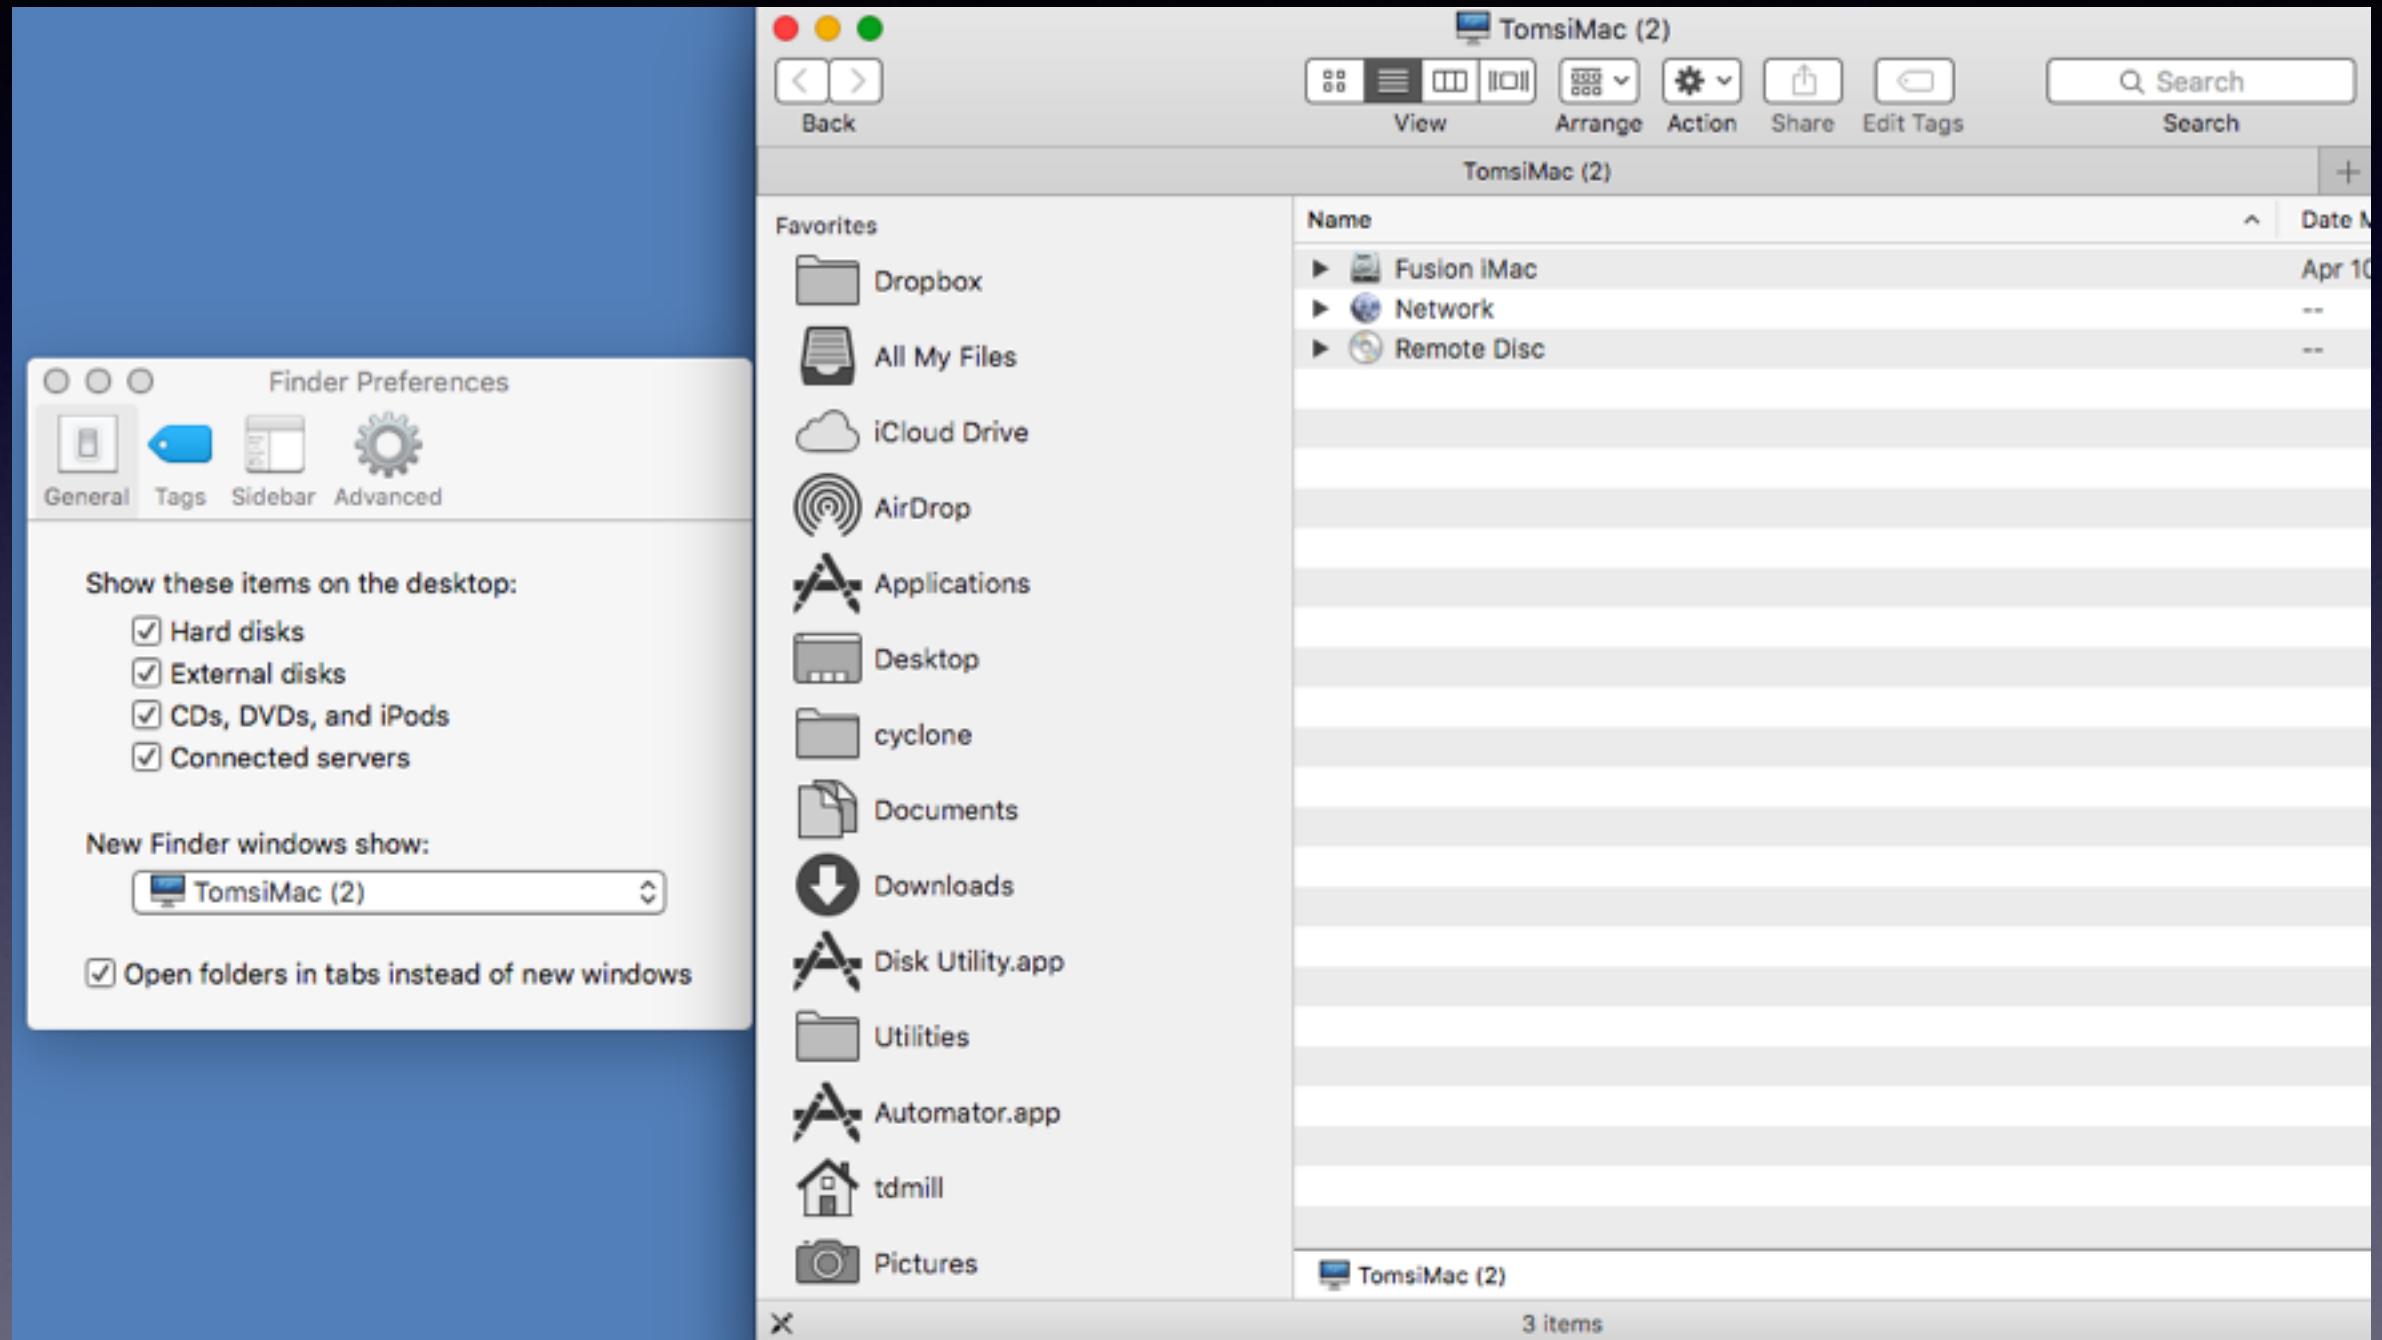 Finder Preferences
General Tags Sidebar Advanced
Show these items on the desktop:
Hard disks
External disks
CDs, DVDs, and iPods
Connected servers
New Finder windows show:
TomsiMac (2)
Open folders in tabs instead of new windows
TomsiMac (2)
Search
Back View Arrange Action Share Edit Tags Search
TomsiMac (2)
Favorites
Dropbox
All My Files
iCloud Drive
AirDrop
Applications
Desktop
cyclone
Documents
Downloads
Disk Utility.app
Utilities
Automator.app
tdmill
Pictures
Name Date
Fusion iMac Apr 10
Network --
Remote Disc --
TomsiMac (2)
3 items